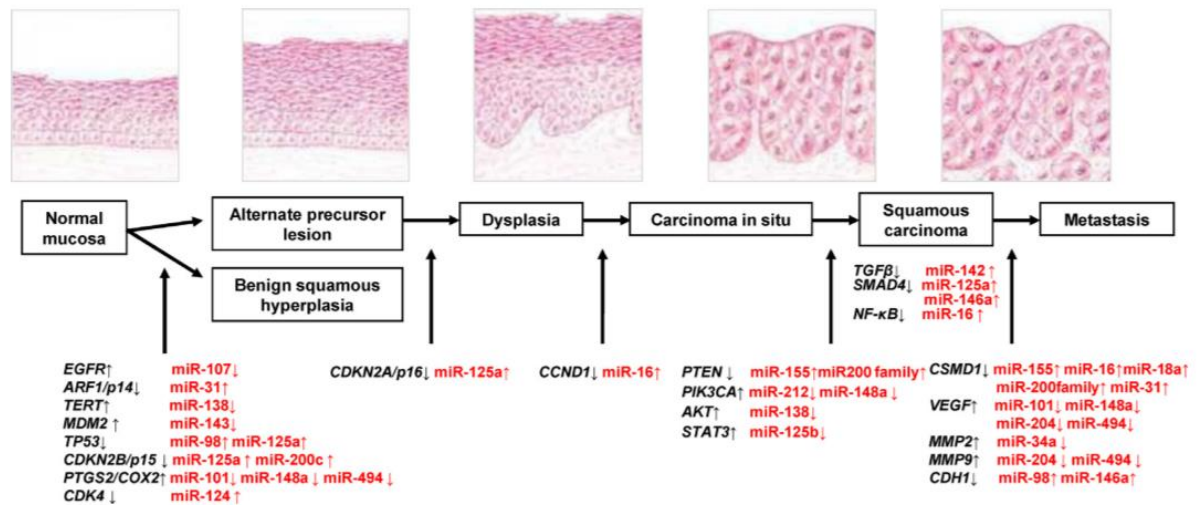 Normal
mucosa
Alternate precursor
lesion
Benign squamous
hyperplasia
Dysplasia
Carcinoma in situ
Squamous
carcinoma
Metastasis
TGFβ↓ miR-142 ↑
SMAD4↓ miR-125a↑
miR-146a↑
NF-κB↓ miR-16 ↑
EGFR↑ miR-107↓
ARF1/p14↓ miR-31↑
TERT↑ miR-138↓
MDM2 ↑ miR-143↓
TP53↓ miR-98↑ miR-125a↑
CDKN2B/p15 ↓ miR-125a ↑ miR-200c ↑
PTGS2/COX2↑ miR-101↓ miR-148a ↓ miR-494 ↓
CDK4 ↓ miR-124 ↑
CDKN2A/p16↓ miR-125a↑
CCND1↓ miR-16↑
PTEN ↓ miR-155↑miR200 family↑
PIK3CA↑ miR-212↓ miR-148a ↓
AKT↑ miR-138↓
STAT3↑ miR-125b↓
CSMD1↓ miR-155↑ miR-16↑miR-18a↑
miR-200family↑ miR-31↑
VEGF↑ miR-101↓ miR-148a↓
miR-204↓ miR-494↓
MMP2↑ miR-34a ↓
MMP9↑ miR-204 ↓ miR-494 ↓
CDH1↓ miR-98↑ miR-146a↑